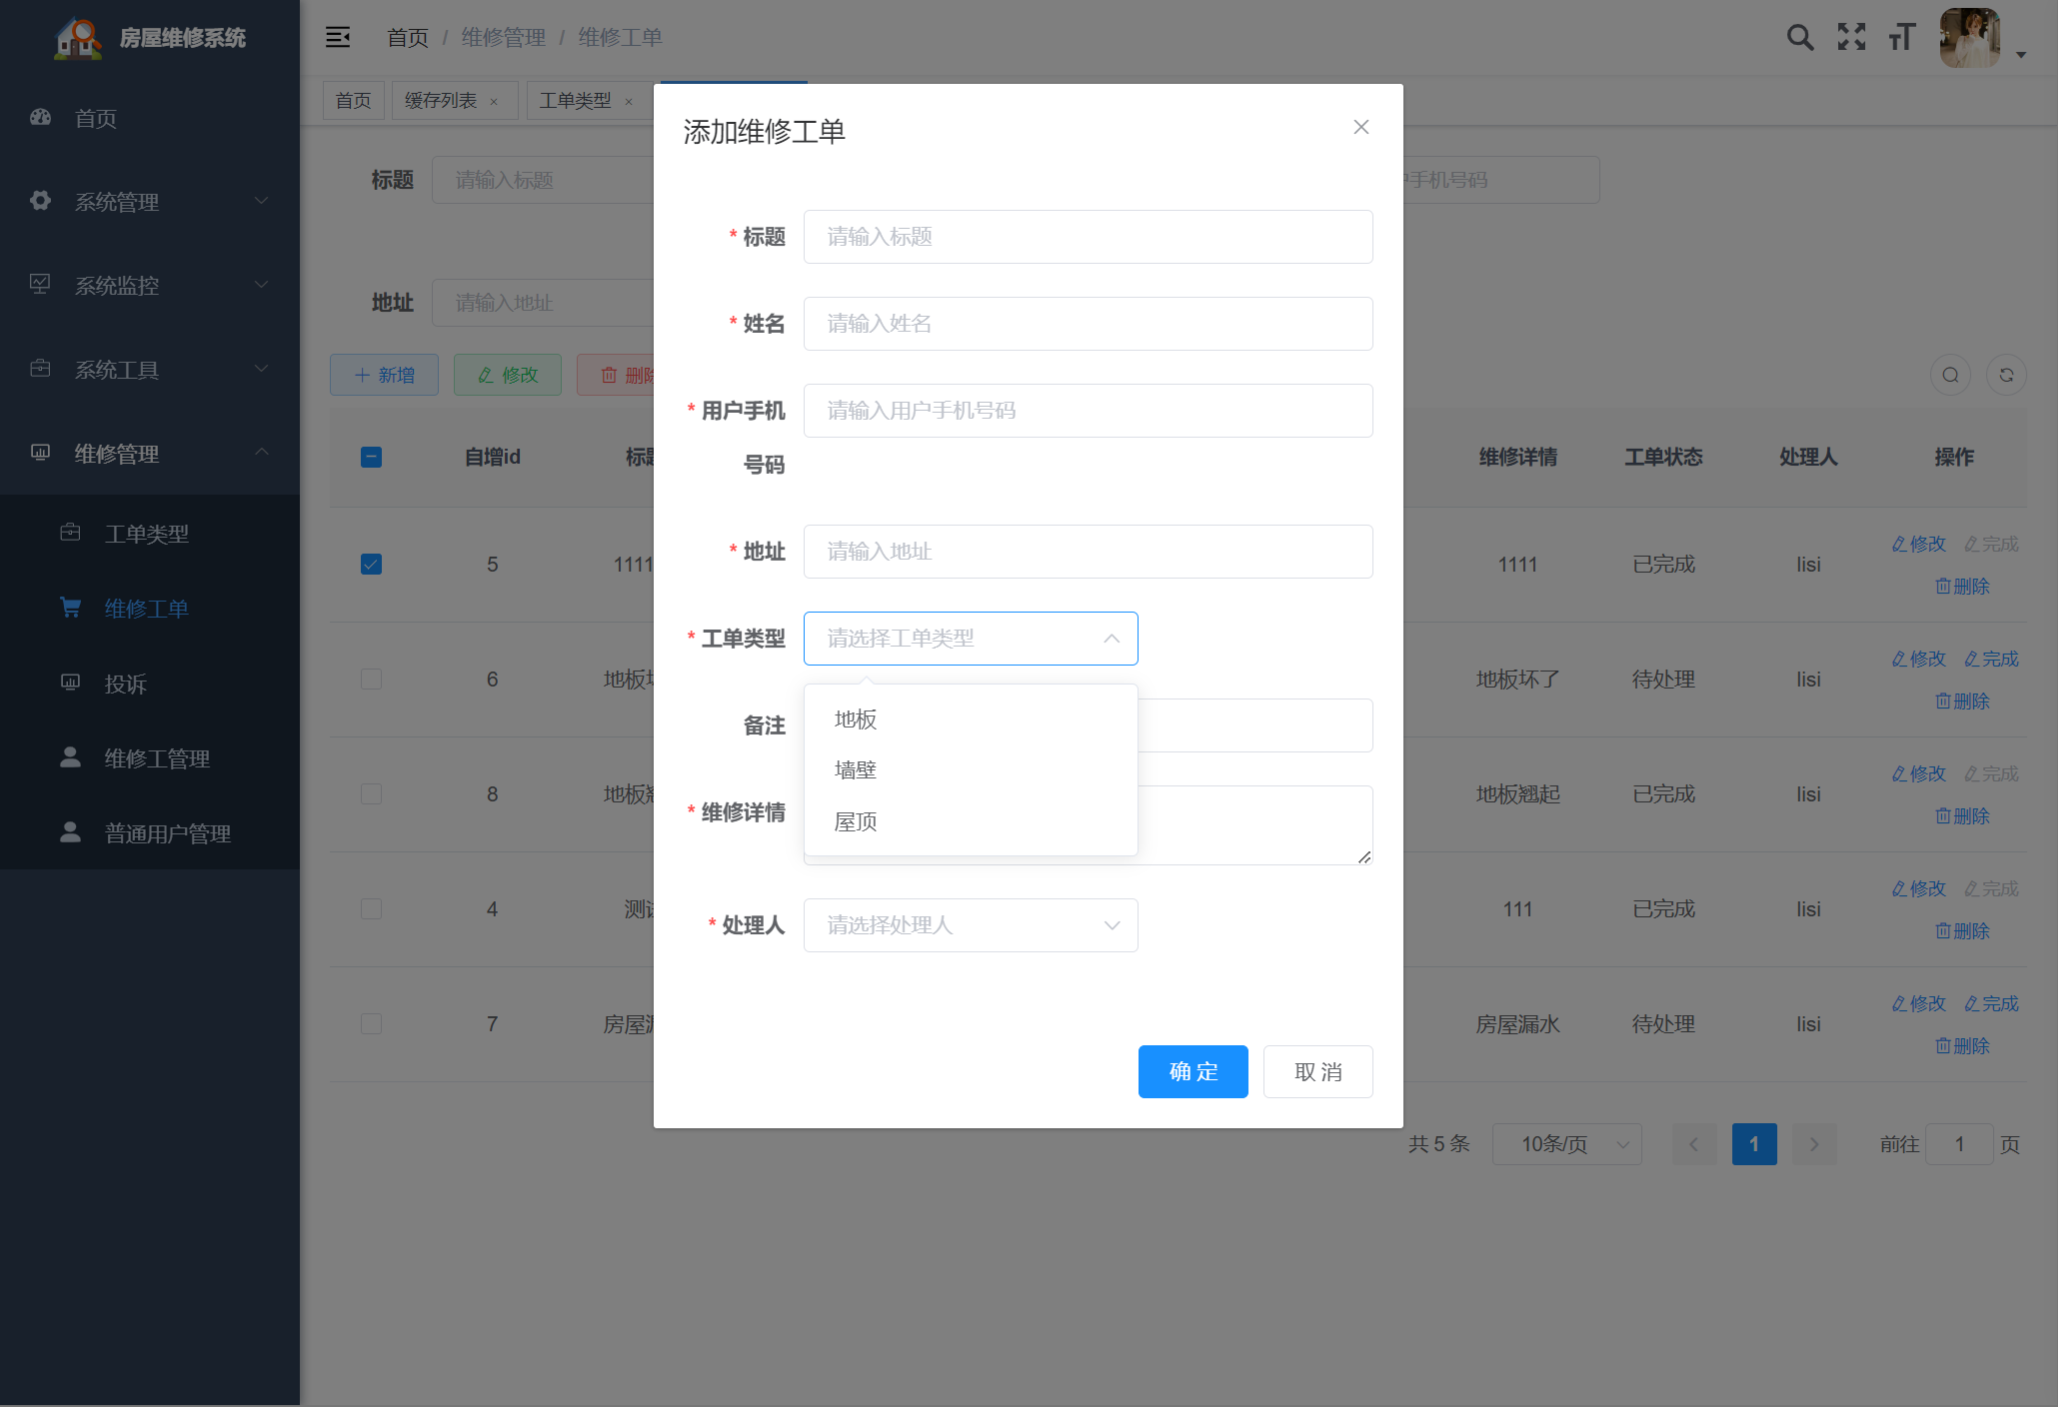 房屋维修系统
首页 / 维修管理 / 维修工单
首页
缓存列表 ×
工单类型 ×
首页
系统管理
系统监控
系统工具
维修管理
工单类型
维修工单
投诉
维修工管理
普通用户管理
标题 请输入标题
手机号码
地址 请输入地址
新增 修改 删除
自增id 标题 维修详情 工单状态 处理人 操作
5 1111 1111 已完成 lisi 修改 完成
删除
6 地板 地板坏了 待处理 lisi 修改 完成
删除
8 地板 地板翘起 已完成 lisi 修改 完成
删除
4 测 111 已完成 lisi 修改 完成
删除
7 房屋 房屋漏水 待处理 lisi 修改 完成
删除
共 5 条 10条/页 1 前往 1 页
添加维修工单
* 标题 请输入标题
* 姓名 请输入姓名
* 用户手机号码 请输入用户手机号码
* 地址 请输入地址
* 工单类型 请选择工单类型
地板
墙壁
屋顶
备注
* 维修详情
* 处理人 请选择处理人
确 定 取 消